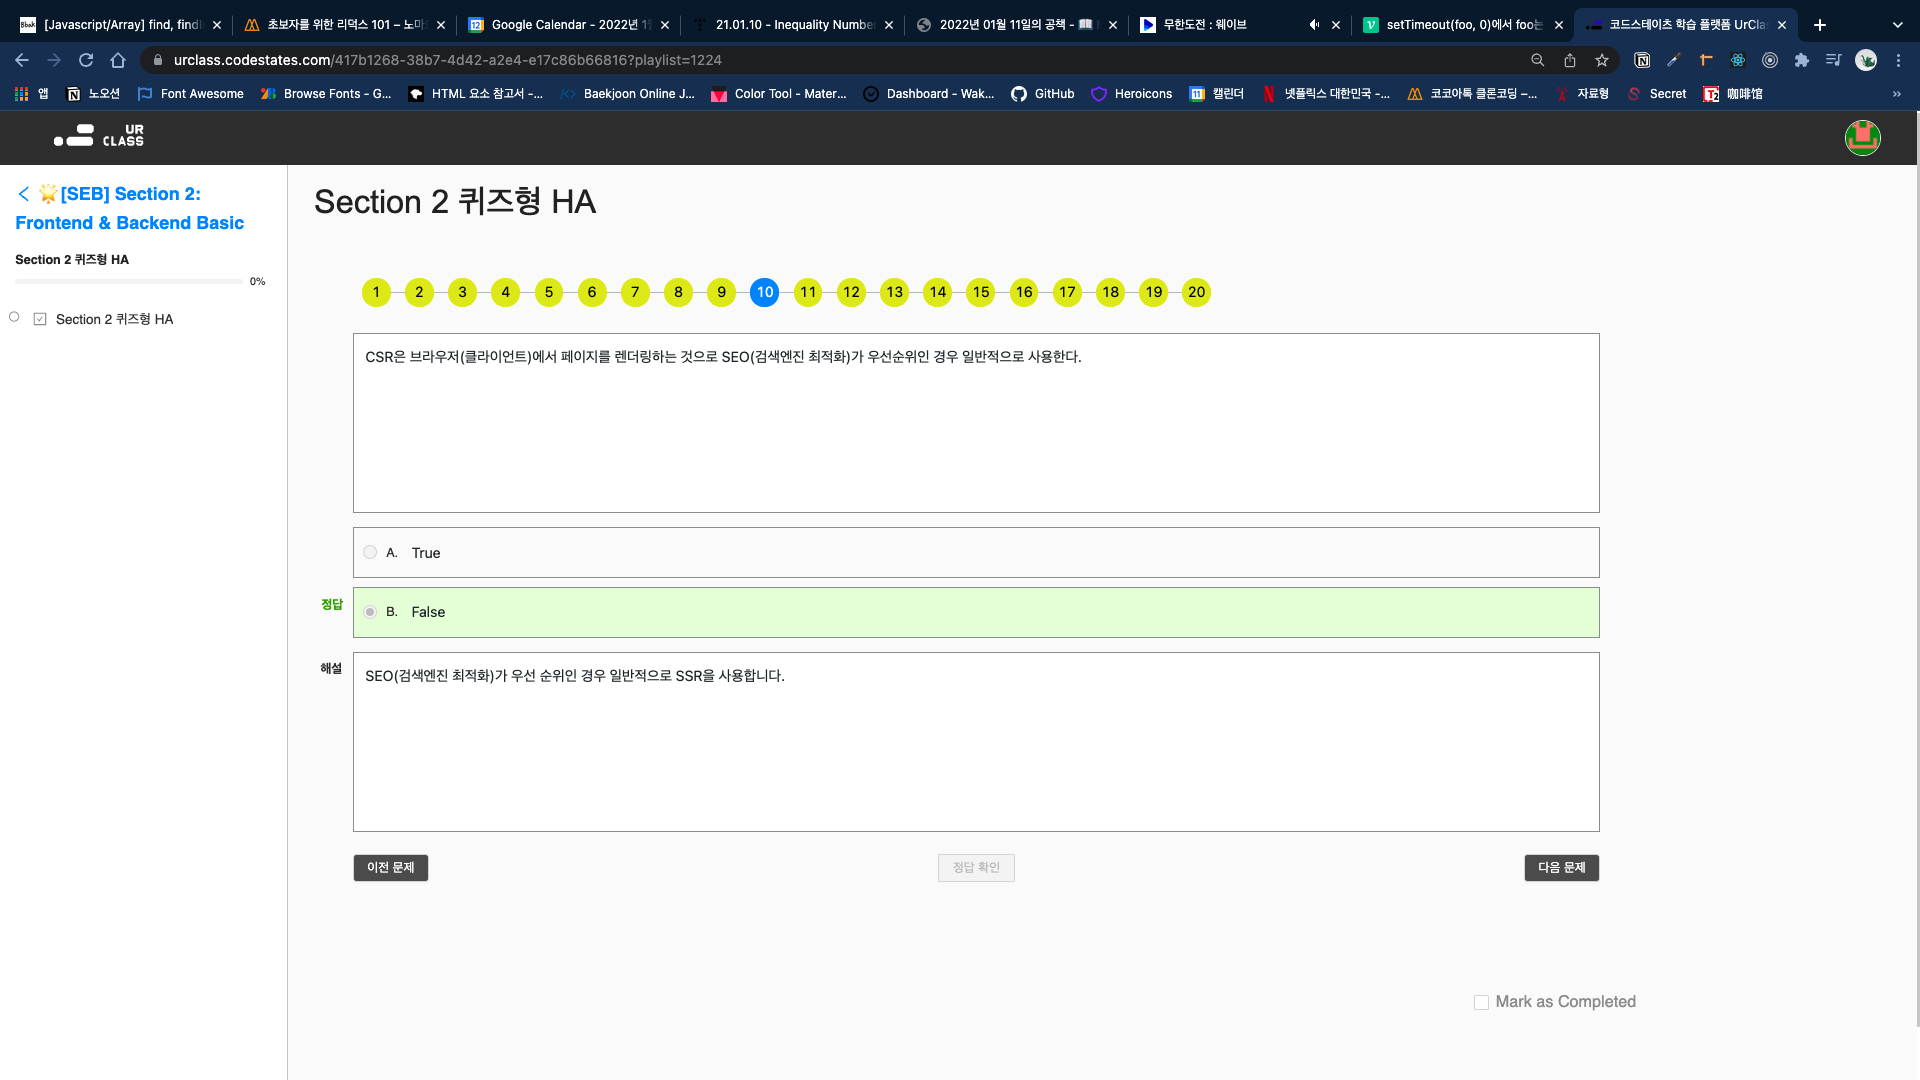 [Javascript/Array] find, find
초보자를 위한 리덕스 101 – 노마
Google Calendar - 2022년 1
21.01.10 - Inequality Number
2022년 01월 11일의 공책 -
무한도전 : 웨이브
setTimeout(foo, 0)에서 foo는
코드스테이츠 학습 플랫폼 UrCla
urclass.codestates.com/417b1268-38b7-4d42-a2e4-e17c86b66816?playlist=1224
앱
노오션
Font Awesome
Browse Fonts - G...
HTML 요소 참고서 -...
Baekjoon Online J...
Color Tool - Mater...
Dashboard - Wak...
GitHub
Heroicons
캘린더
넷플릭스 대한민국 -...
코코아톡 클론코딩 –...
자료형
Secret
咖啡馆
UR
CLASS
[SEB] Section 2:
Frontend & Backend Basic
Section 2 퀴즈형 HA
0%
Section 2 퀴즈형 HA
Section 2 퀴즈형 HA
1 2 3 4 5 6 7 8 9 10 11 12 13 14 15 16 17 18 19 20
CSR은 브라우저(클라이언트)에서 페이지를 렌더링하는 것으로 SEO(검색엔진 최적화)가 우선순위인 경우 일반적으로 사용한다.
A. True
정답
B. False
해설
SEO(검색엔진 최적화)가 우선 순위인 경우 일반적으로 SSR을 사용합니다.
이전 문제
정답 확인
다음 문제
Mark as Completed